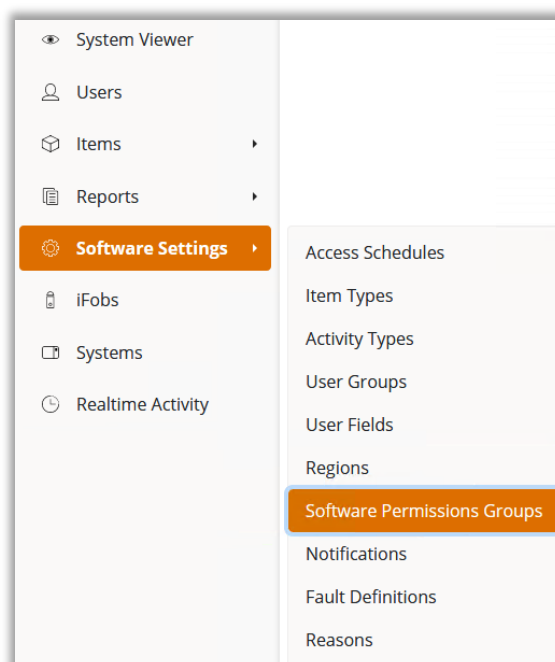 System Viewer
Users
Items
Reports
Software Settings
iFobs
Systems
Realtime Activity
Access Schedules
Item Types
Activity Types
User Groups
User Fields
Regions
Software Permissions Groups
Notifications
Fault Definitions
Reasons